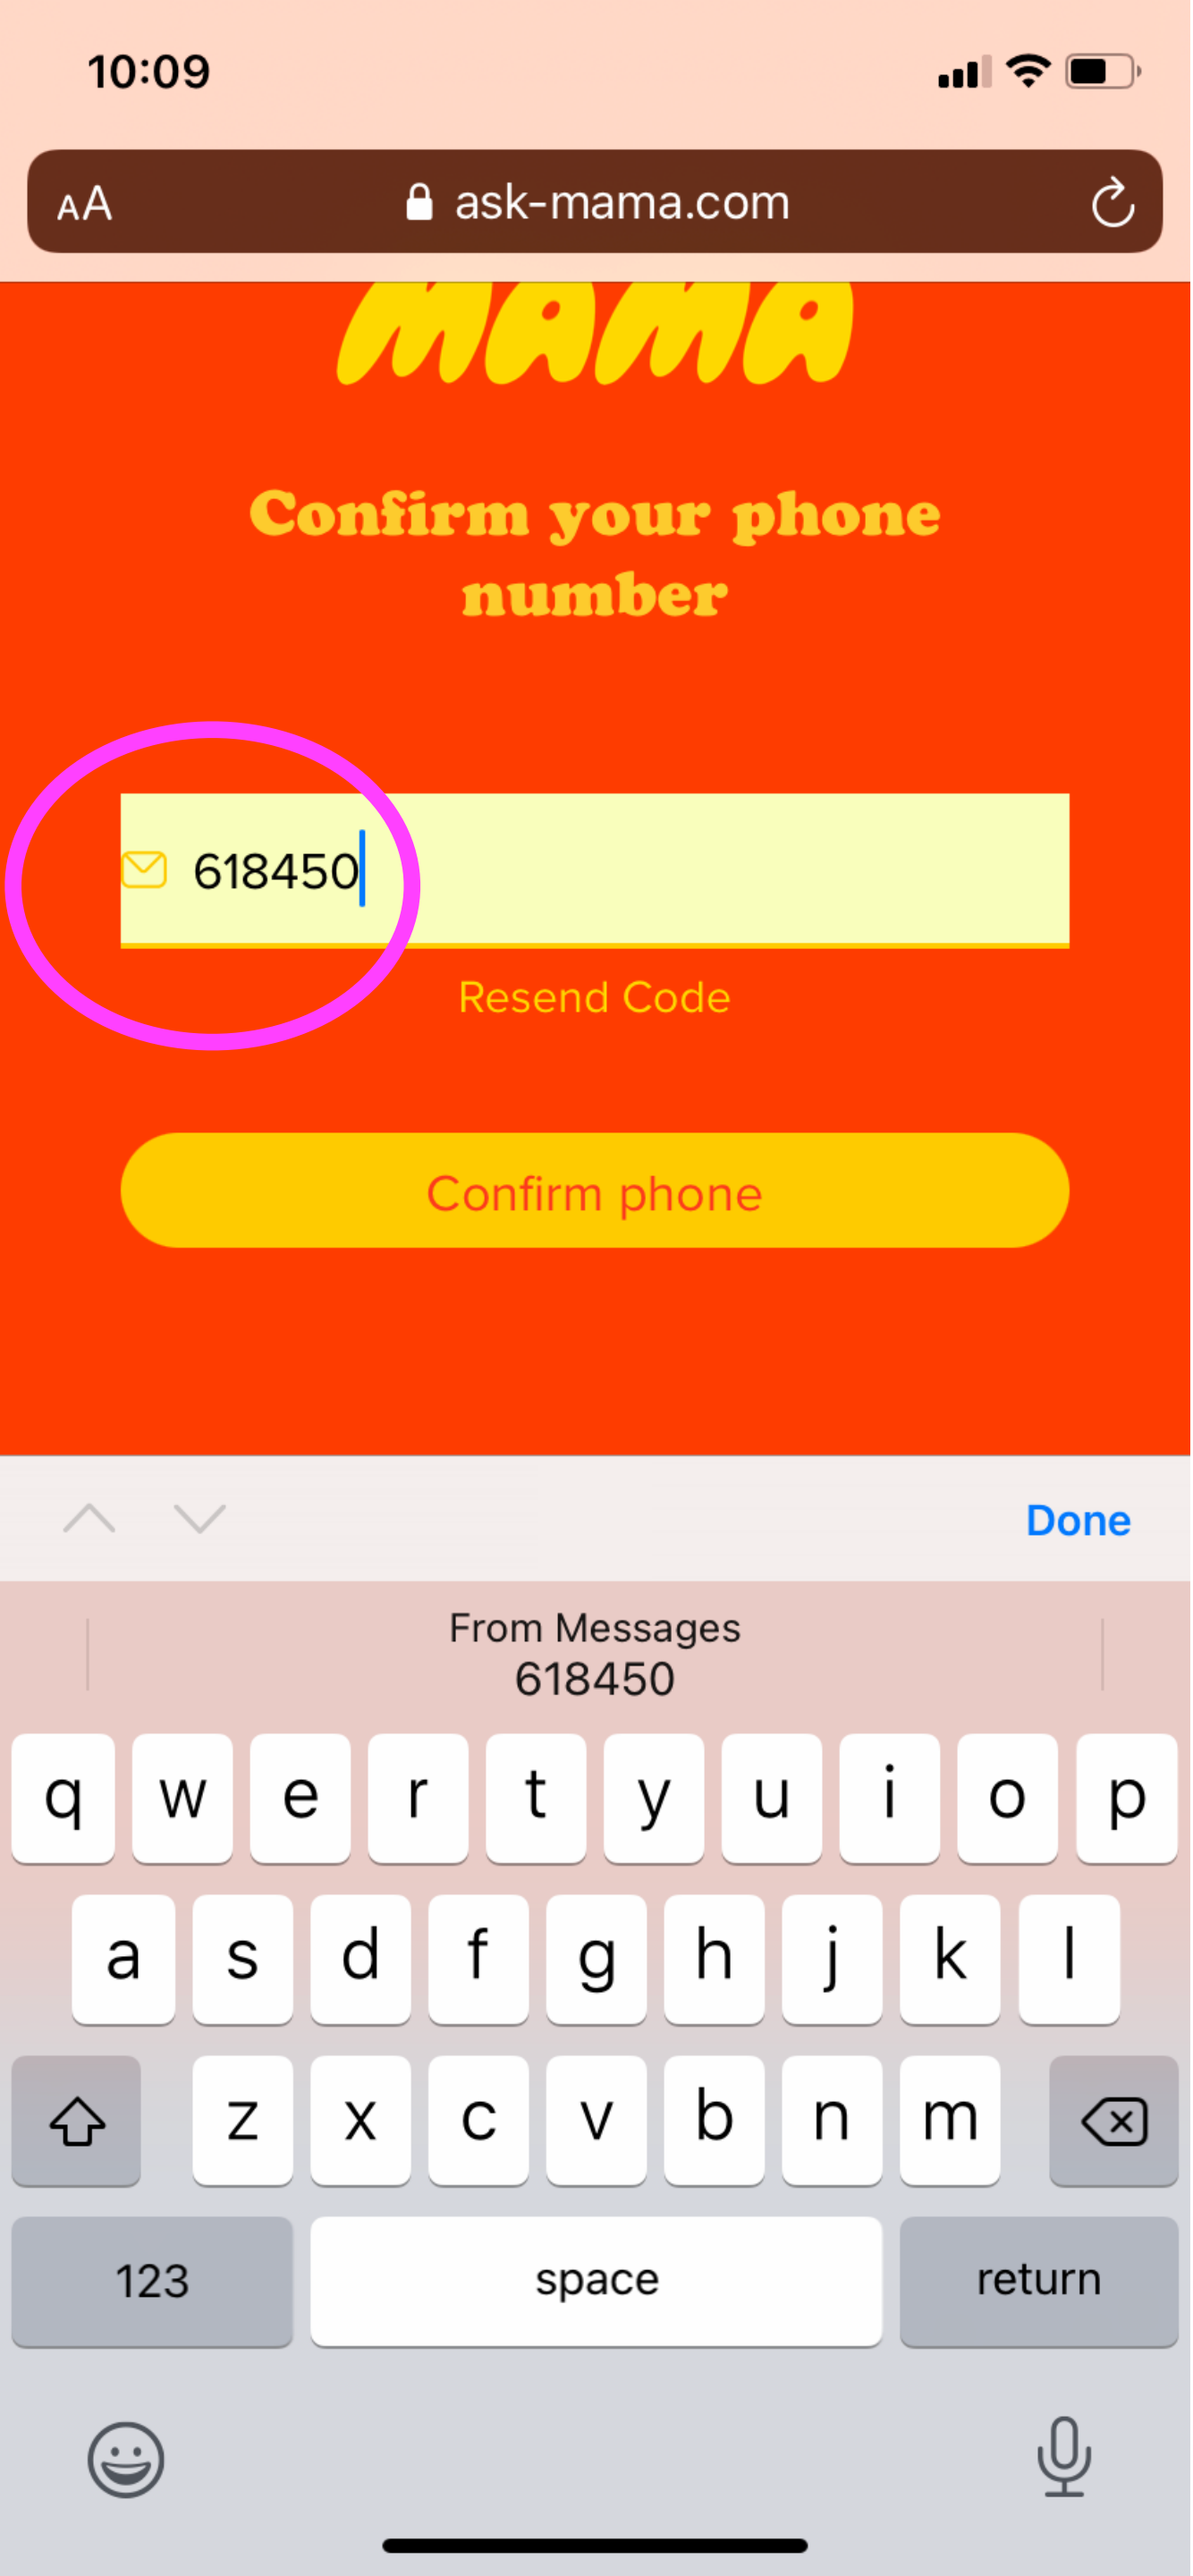 10:09
AA
ask-mama.com
MAMA
Confirm your phone
number
618450
Resend Code
Confirm phone
Done
From Messages
618450
q w e r t y u i o p
a s d f g h j k l
z x c v b n m
123 space return